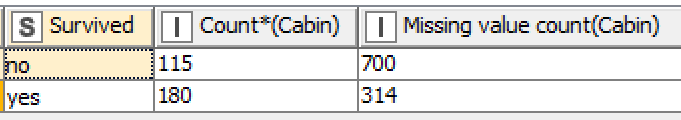 S Survived I Count*(Cabin) I Missing value count(Cabin)
no 115 700
yes 180 314